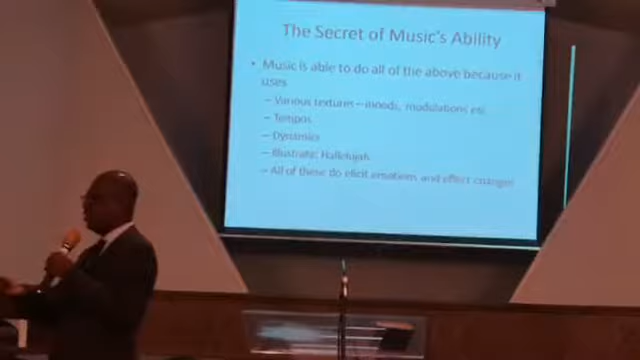 The Secret of Music's Ability
• Music is able to do all of the above because it
uses
– Various textures – moods, modulations etc.
– Tempos
– Dynamics
– Illustrate: Hallelujah
– All of these do elicit emotions and effect changes